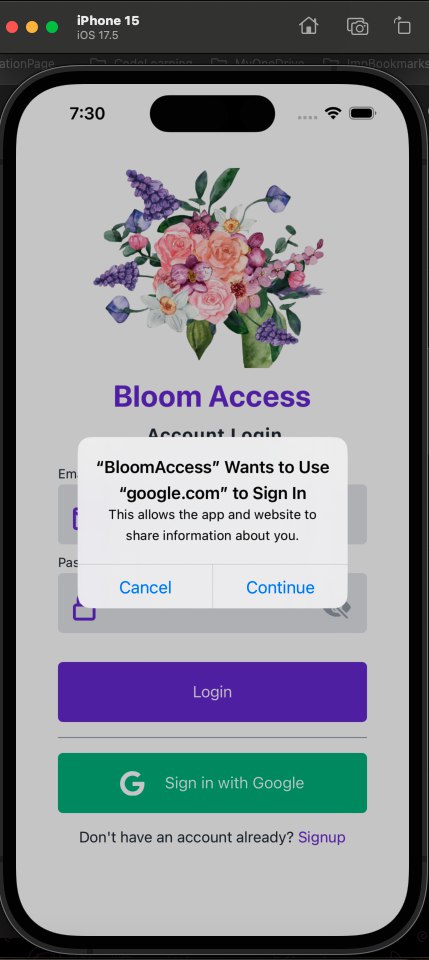 iPhone 15
iOS 17.5
ationPage
CodeLearning
MyOneDrive
ImpBookmarks
7:30
Bloom Access
Account Login
“BloomAccess” Wants to Use
“google.com” to Sign In
This allows the app and website to
share information about you.
Cancel
Continue
Login
Sign in with Google
Don't have an account already? Signup